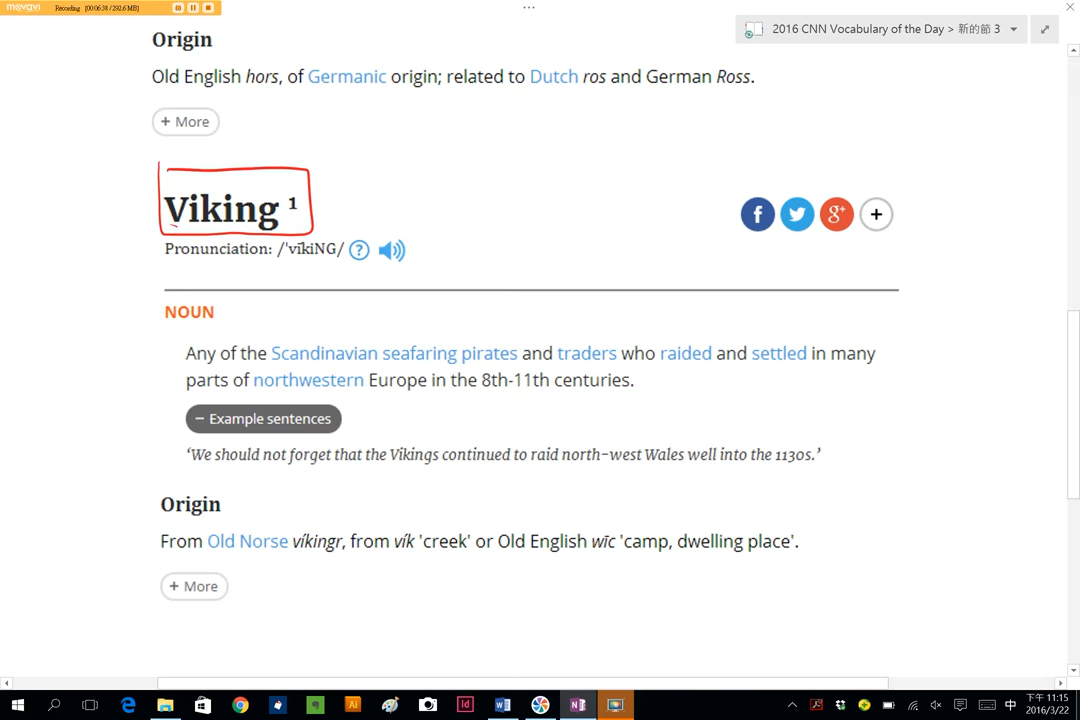 movavi Recording [00:06:38 / 292.6 MB]
...
2016 CNN Vocabulary of the Day > 新的節 3
Origin
Old English hors, of Germanic origin; related to Dutch ros and German Ross.
+ More
Viking 1
Pronunciation: /ˈvīkiNG/ ?
f g+ +
NOUN
Any of the Scandinavian seafaring pirates and traders who raided and settled in many
parts of northwestern Europe in the 8th-11th centuries.
− Example sentences
‘We should not forget that the Vikings continued to raid north-west Wales well into the 1130s.’
Origin
From Old Norse víkingr, from vík 'creek' or Old English wīc 'camp, dwelling place'.
+ More
e Ai Id W N 中 下午 11:15
2016/3/22